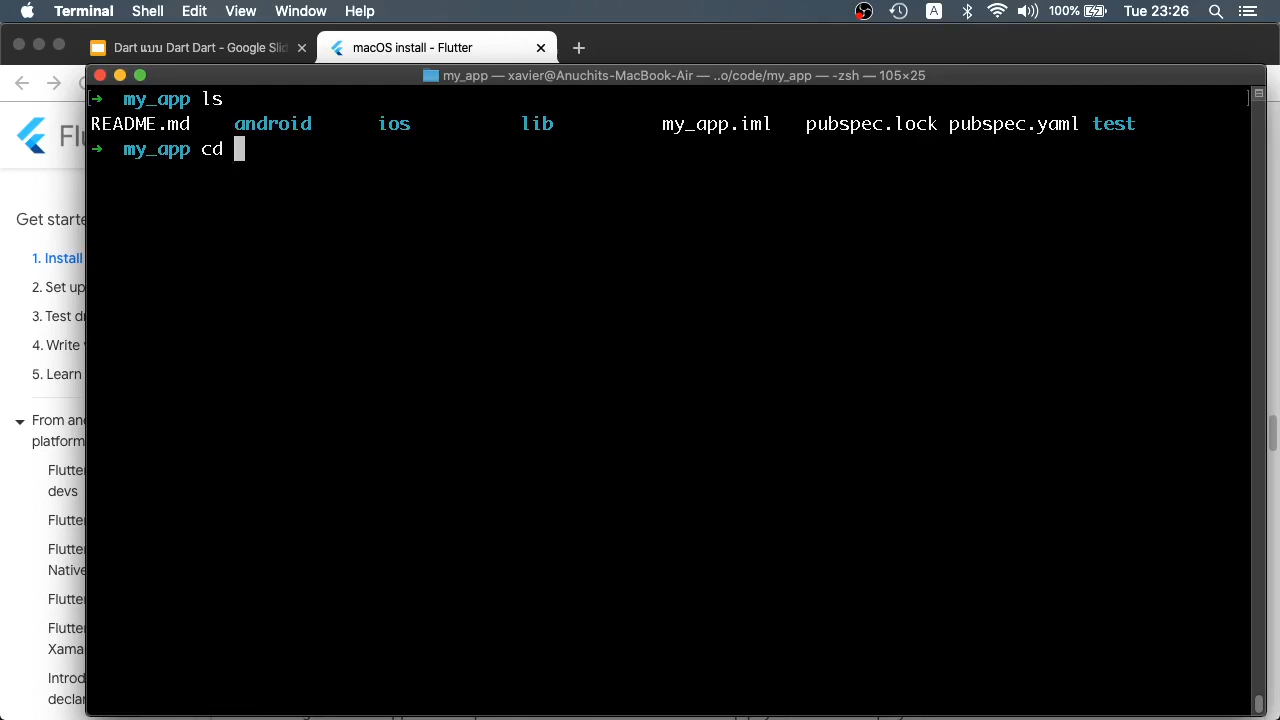 Terminal Shell Edit View Window Help A 100% Tue 23:26
Dart แบบ Dart Dart - Google Slid macOS install - Flutter
my_app — xavier@Anuchits-MacBook-Air — ..o/code/my_app — -zsh — 105×25
my_app ls
README.md android ios lib my_app.iml pubspec.lock pubspec.yaml test
my_app cd
Get starte
1. Install
2. Set up
3. Test d
4. Write
5. Learn
From an
platform
Flutter
devs
Flutter
Flutter
Native
Flutter
Flutter
Xama
Introd
declar